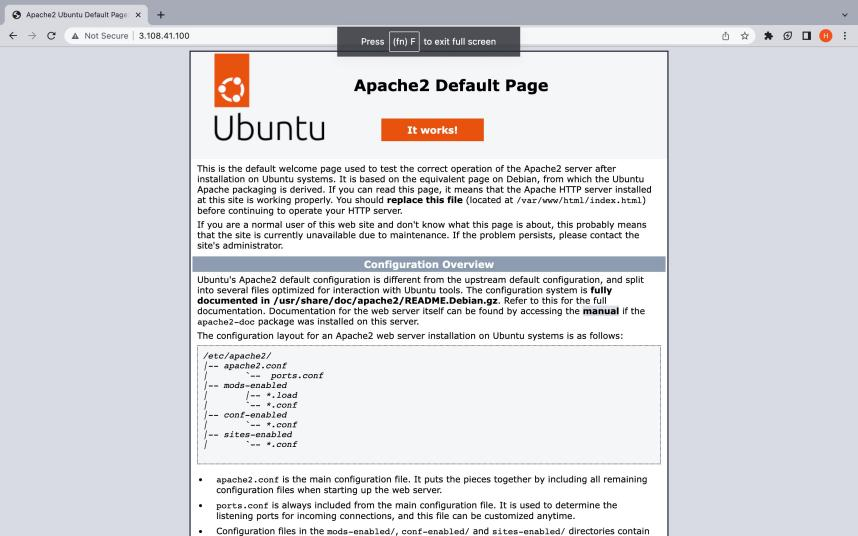 Apache2 Ubuntu Default Page
Not Secure
3.108.41.100
H
Press (fn) F to exit full screen
Ubuntu
Apache2 Default Page
It works!
This is the default welcome page used to test the correct operation of the Apache2 server after
installation on Ubuntu systems. It is based on the equivalent page on Debian, from which the Ubuntu
Apache packaging is derived. If you can read this page, it means that the Apache HTTP server installed
at this site is working properly. You should replace this file (located at /var/www/html/index.html)
before continuing to operate your HTTP server.
If you are a normal user of this web site and don't know what this page is about, this probably means
that the site is currently unavailable due to maintenance. If the problem persists, please contact the
site's administrator.
Configuration Overview
Ubuntu's Apache2 default configuration is different from the upstream default configuration, and split
into several files optimized for interaction with Ubuntu tools. The configuration system is fully
documented in /usr/share/doc/apache2/README.Debian.gz. Refer to this for the full
documentation. Documentation for the web server itself can be found by accessing the manual if the
apache2-doc package was installed on this server.
The configuration layout for an Apache2 web server installation on Ubuntu systems is as follows:
/etc/apache2/
|-- apache2.conf
|       `--  ports.conf
|-- mods-enabled
|       |-- *.load
|       `-- *.conf
|-- conf-enabled
|       `-- *.conf
|-- sites-enabled
|       `-- *.conf
• apache2.conf is the main configuration file. It puts the pieces together by including all remaining
configuration files when starting up the web server.
• ports.conf is always included from the main configuration file. It is used to determine the
listening ports for incoming connections, and this file can be customized anytime.
• Configuration files in the mods-enabled/, conf-enabled/ and sites-enabled/ directories contain